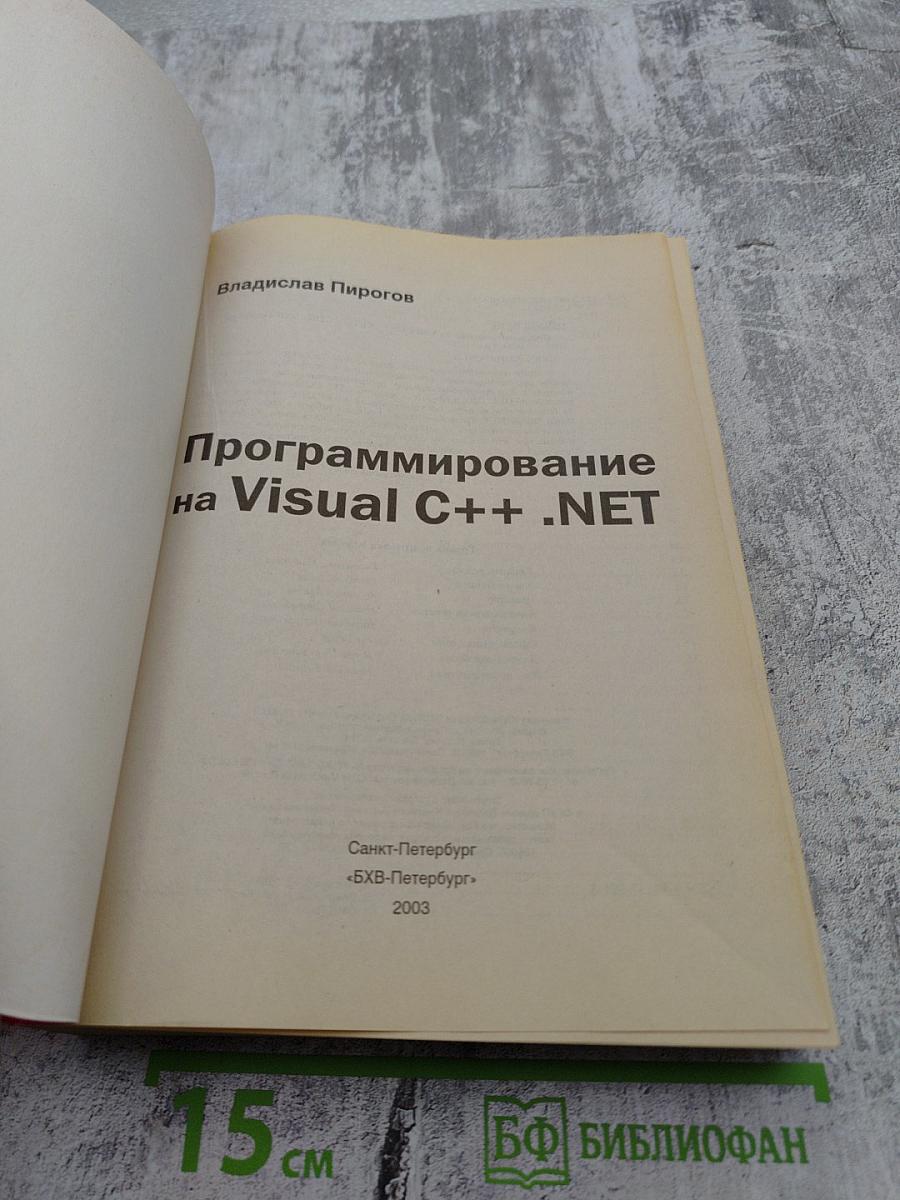 Владислав Пирогов
Программирование
на Visual C++ .NET
Санкт-Петербург
«БХВ-Петербург»
2003
15 см
БФ БИБЛИОФАН